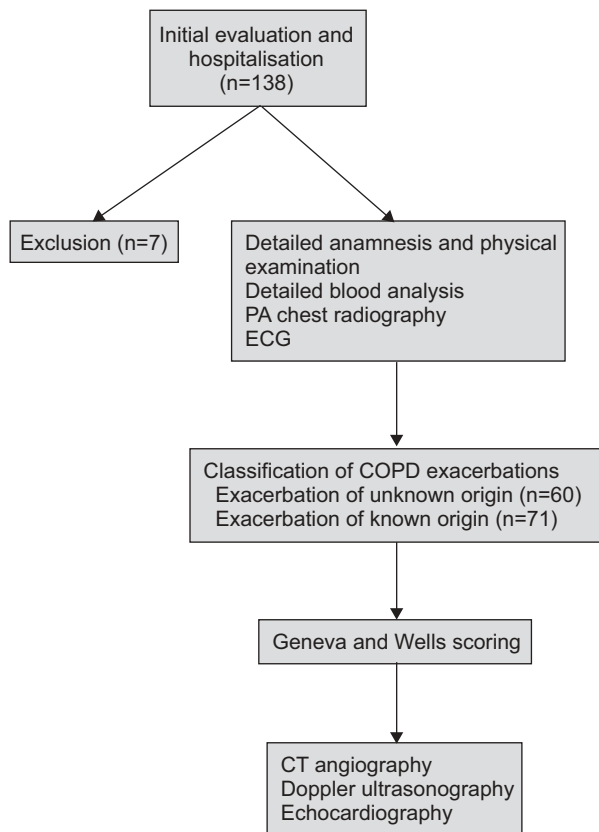 Initial evaluation and
hospitalisation
(n=138)
Exclusion (n=7)
Detailed anamnesis and physical
examination
Detailed blood analysis
PA chest radiography
ECG
Classification of COPD exacerbations
Exacerbation of unknown origin (n=60)
Exacerbation of known origin (n=71)
Geneva and Wells scoring
CT angiography
Doppler ultrasonography
Echocardiography